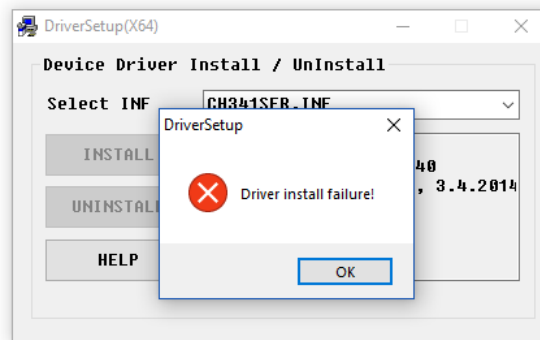 DriverSetup(X64)
Device Driver Install / UnInstall
Select INF
CH341SER.INF
DriverSetup
INSTALL
40
, 3.4.2014
Driver install failure!
UNINSTALL
HELP
OK